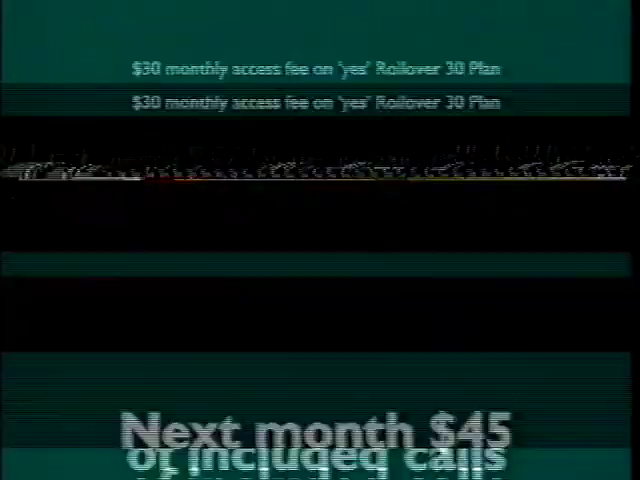 $30 monthly access fee on 'yes' Rollover 30 Plan
$30 monthly access fee on 'yes' Rollover 30 Plan
Next month $45
of included calls